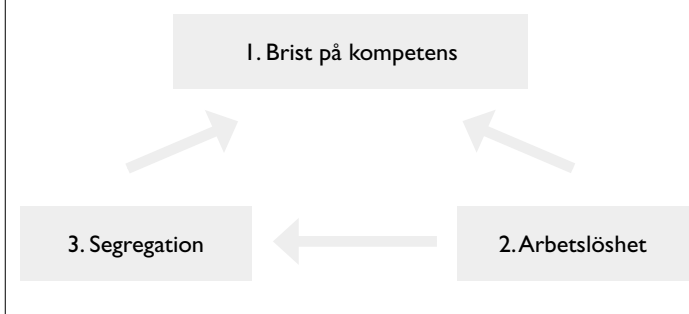 1. Brist på kompetens
3. Segregation
2. Arbetslöshet